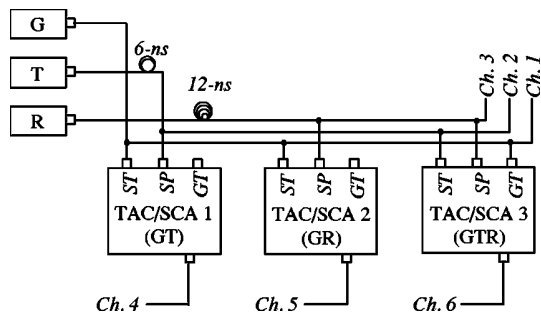 G
T
R
6-ns
12-ns
Ch. 3
Ch. 2
Ch. 1
ST
SP
GT
TAC/SCA 1
(GT)
ST
SP
GT
TAC/SCA 2
(GR)
ST
SP
GT
TAC/SCA 3
(GTR)
Ch. 4
Ch. 5
Ch. 6